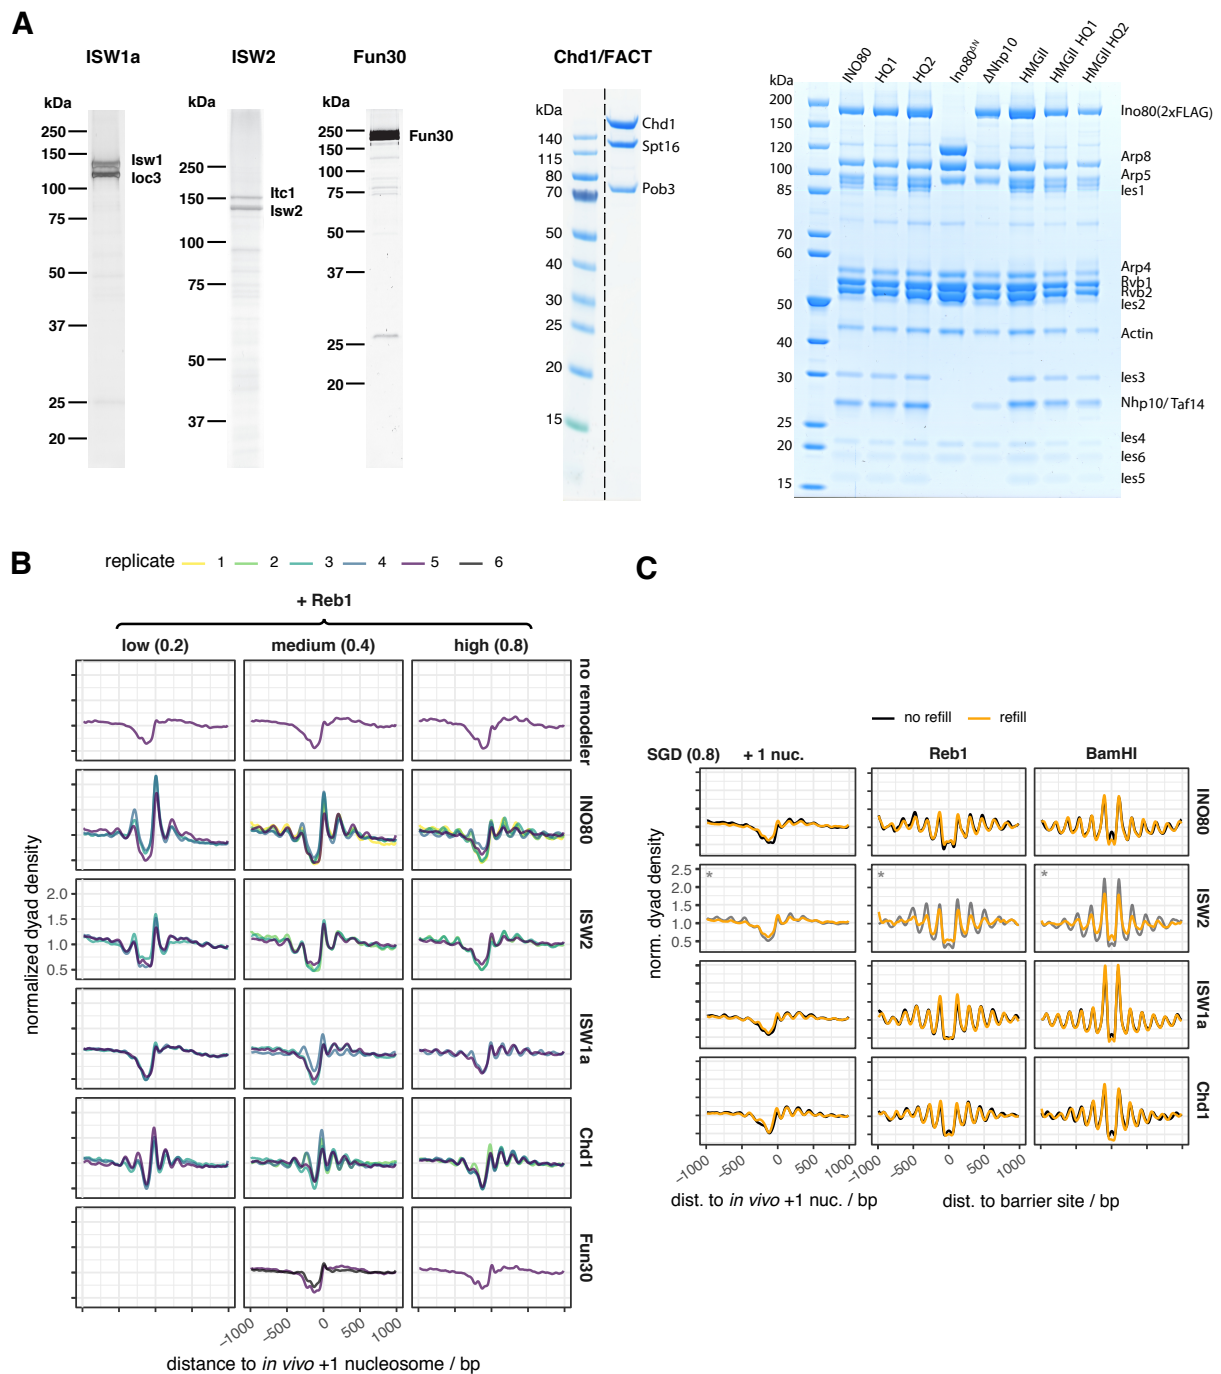 A
ISW1a
ISW2
Fun30
Chd1/FACT
INO80
HQ1
HQ2
Ino80ΔN
ΔNhp10
HMGII
HMGII HQ1
HMGII HQ2
kDa
250
150
100
75
50
37
25
20
Isw1
Ioc3
kDa
250
150
100
75
50
37
Itc1
Isw2
kDa
250
150
100
75
50
37
25
20
Fun30
kDa
140
115
80
70
50
40
30
25
20
15
Chd1
Spt16
Pob3
kDa
200
150
120
100
85
70
60
50
40
30
25
20
15
Ino80(2xFLAG)
Arp8
Arp5
Ies1
Arp4
Rvb1
Rvb2
Ies2
Actin
Ies3
Nhp10/ Taf14
Ies4
Ies6
Ies5
B
replicate 1 2 3 4 5 6
+ Reb1
low (0.2) medium (0.4) high (0.8)
no remodeler
INO80
ISW2
ISW1a
Chd1
Fun30
normalized dyad density
2.0
1.5
1.0
0.5
−1000 −500 0 500 1000
distance to in vivo +1 nucleosome / bp
C
no refill refill
SGD (0.8) + 1 nuc. Reb1 BamHI
INO80
ISW2
ISW1a
Chd1
norm. dyad density
2.5
2.0
1.5
1.0
0.5
* * *
−1000 −500 0 500 1000
−1000 −500 0 500 1000
dist. to in vivo +1 nuc. / bp
dist. to barrier site / bp